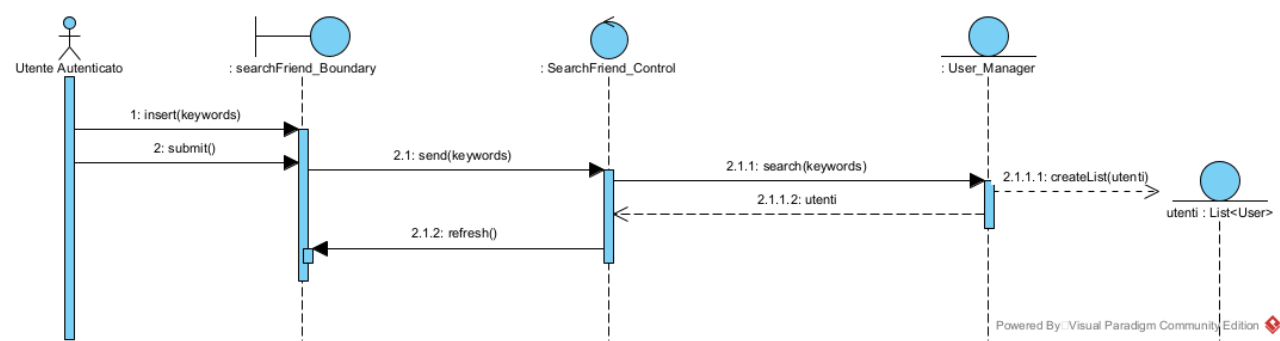 Utente Autenticato
: searchFriend_Boundary
: SearchFriend_Control
: User_Manager
1: insert(keywords)
2: submit()
2.1: send(keywords)
2.1.1: search(keywords)
2.1.1.1: createList(utenti)
2.1.1.2: utenti
utenti : List<User>
2.1.2: refresh()
Powered By Visual Paradigm Community Edition